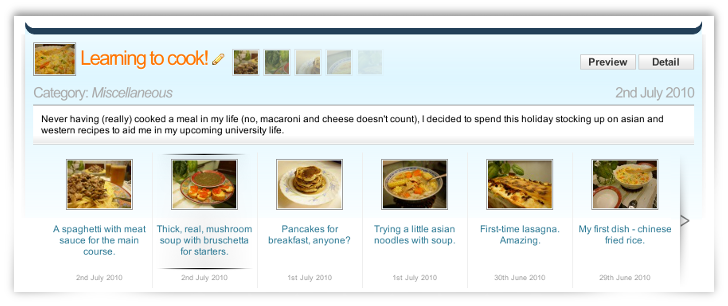 Learning to cook!
Preview
Detail
Category: Miscellaneous
2nd July 2010
Never having (really) cooked a meal in my life (no, macaroni and cheese doesn't count), I decided to spend this holiday stocking up on asian and
western recipes to aid me in my upcoming university life.
A spaghetti with meat
sauce for the main
course.
2nd July 2010
Thick, real, mushroom
soup with bruschetta
for starters.
2nd July 2010
Pancakes for
breakfast, anyone?
1st July 2010
Trying a little asian
noodles with soup.
1st July 2010
First-time lasagna.
Amazing.
30th June 2010
My first dish - chinese
fried rice.
29th June 2010